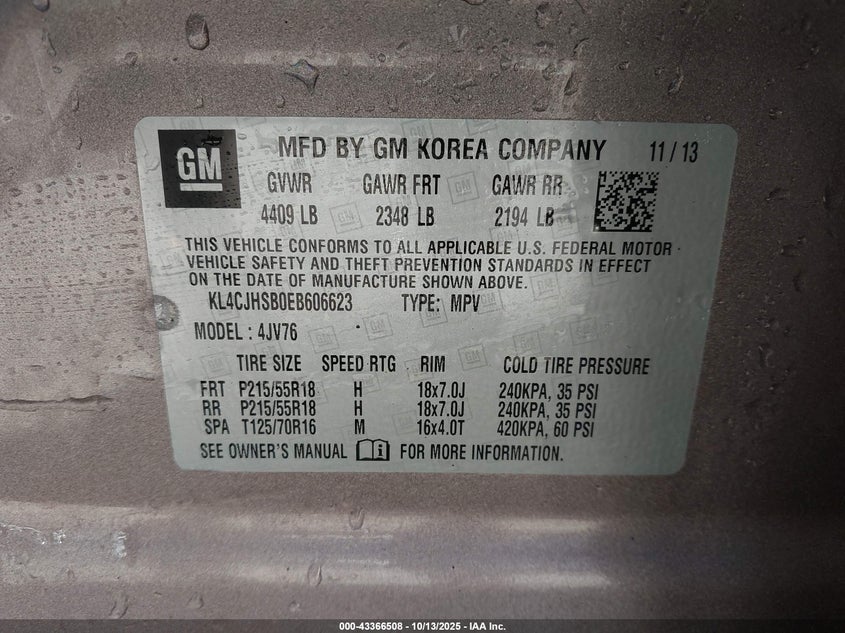 GM MFD BY GM KOREA COMPANY 11/13
GVWR GAWR FRT GAWR RR
4409 LB 2348 LB 2194 LB
THIS VEHICLE CONFORMS TO ALL APPLICABLE U.S. FEDERAL MOTOR
VEHICLE SAFETY AND THEFT PREVENTION STANDARDS IN EFFECT
ON THE DATE OF MANUFACTURE SHOWN ABOVE.
KL4CJHSB0EB606623 TYPE: MPV
MODEL : 4JV76
TIRE SIZE SPEED RTG RIM COLD TIRE PRESSURE
FRT P215/55R18 H 18x7.0J 240KPA, 35 PSI
RR P215/55R18 H 18x7.0J 240KPA, 35 PSI
SPA T125/70R16 M 16x4.0T 420KPA, 60 PSI
SEE OWNER'S MANUAL FOR MORE INFORMATION.
000-43366508 - 10/13/2025 - IAA Inc.